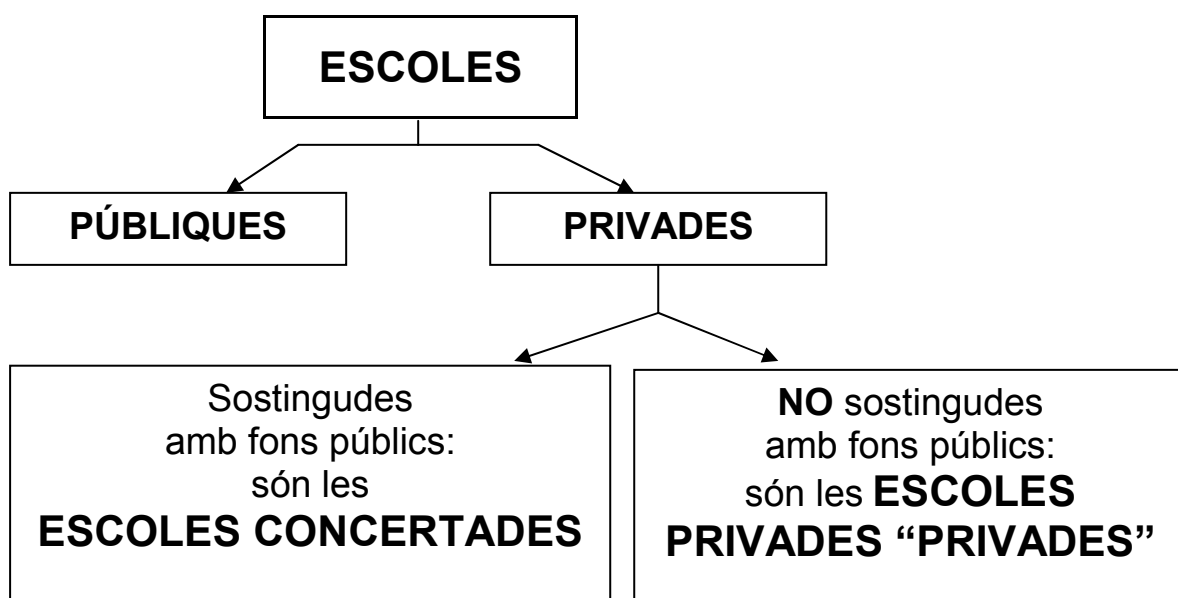 ESCOLES
PÚBLIQUES
PRIVADES
Sostingudes
amb fons públics:
són les
ESCOLES CONCERTADES
NO sostingudes
amb fons públics:
són les ESCOLES
PRIVADES “PRIVADES”